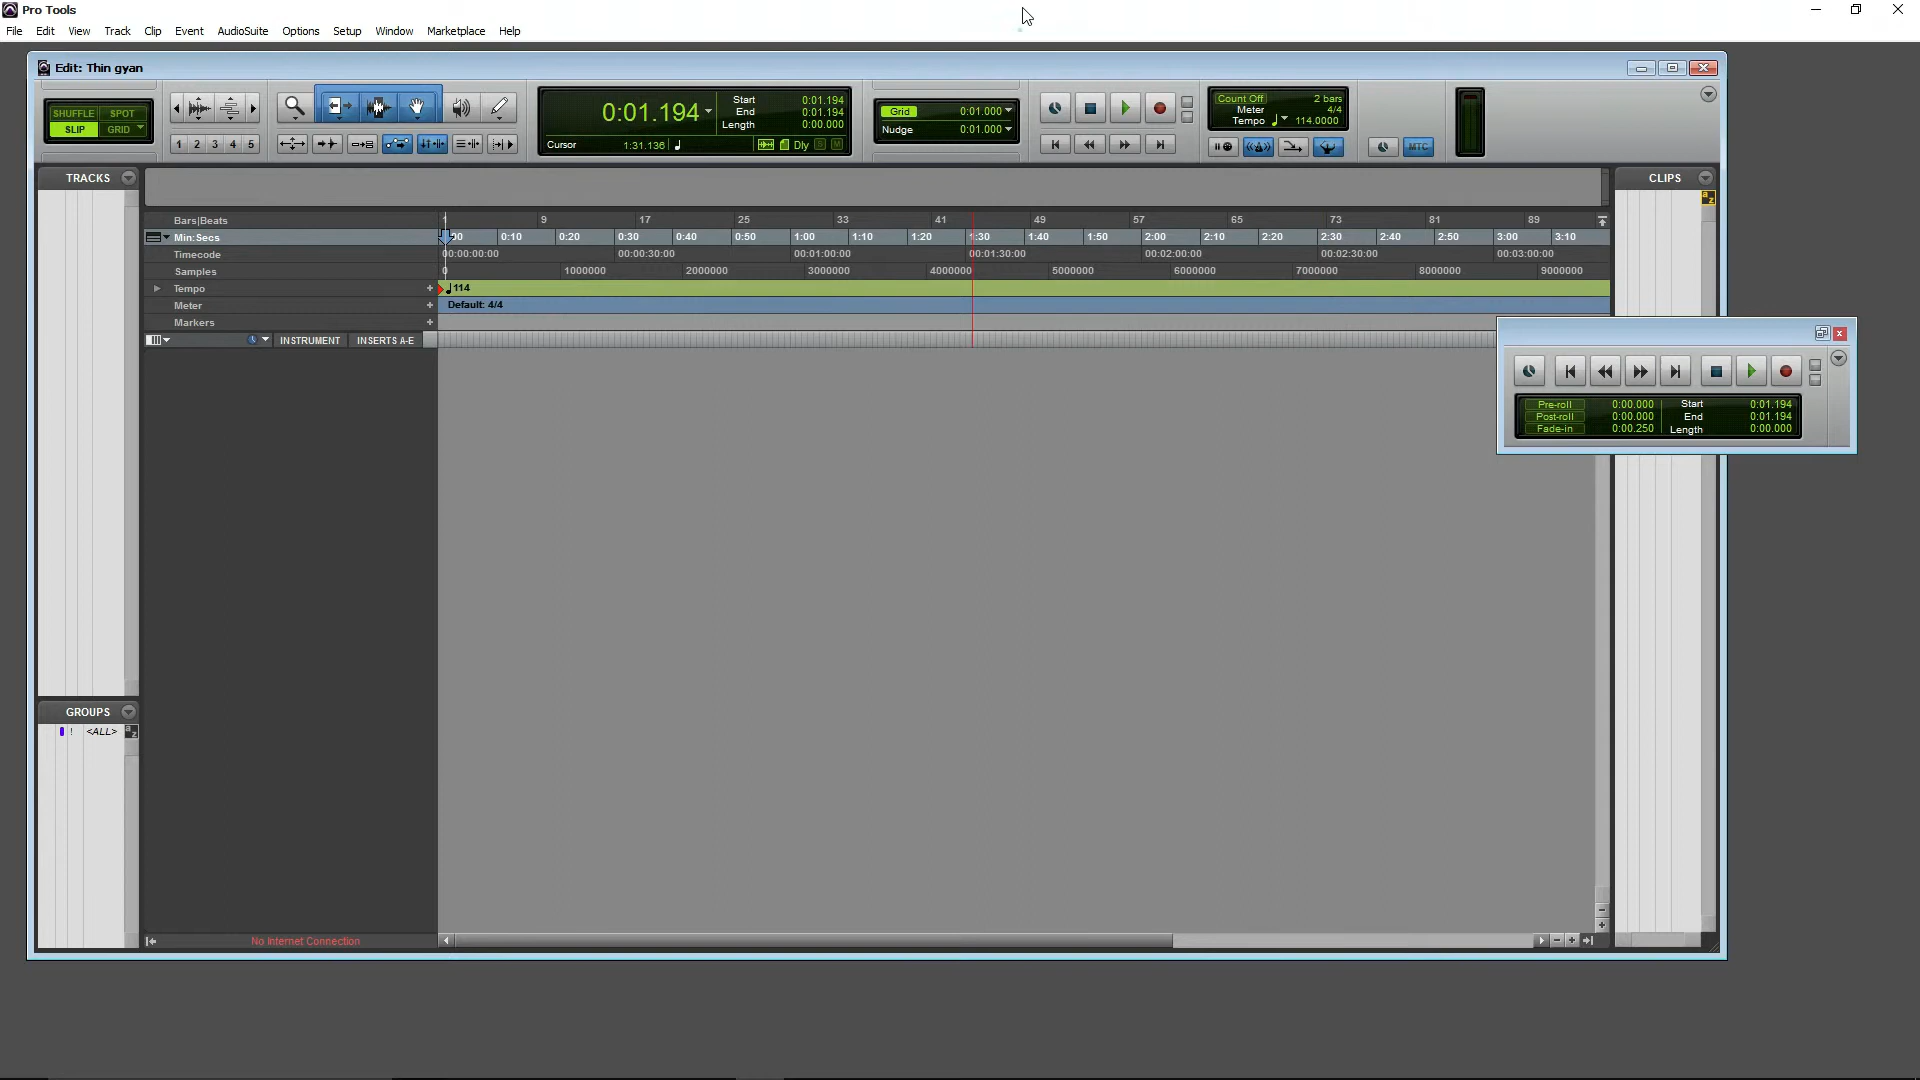 Pro Tools
File Edit View Track Clip Event AudioSuite Options Setup Window Marketplace Help
Edit: Thin gyan
SHUFFLE SPOT
SLIP GRID
1 2 3 4 5
0:01.194
Start 0:01.194
End 0:01.194
Length 0:00.000
Cursor 1:31.136
Dly
Grid 0:01.000
Nudge 0:01.000
Count Off 2 bars
Meter 4/4
Tempo 114.0000
MTC
TRACKS
CLIPS
Bars|Beats 1 9 17 25 33 41 49 57 65 73 81 89
Min:Secs 0:10 0:20 0:30 0:40 0:50 1:00 1:10 1:20 1:30 1:40 1:50 2:00 2:10 2:20 2:30 2:40 2:50 3:00 3:10
Timecode 00:00:00:00 00:00:30:00 00:01:00:00 00:01:30:00 00:02:00:00 00:02:30:00 00:03:00:00
Samples 0 1000000 2000000 3000000 4000000 5000000 6000000 7000000 8000000 9000000
Tempo 114
Meter Default: 4/4
Markers
INSTRUMENT INSERTS A-E
Pre-roll 0:00.000 Start 0:01.194
Post-roll 0:00.000 End 0:01.194
Fade-in 0:00.250 Length 0:00.000
GROUPS
! <ALL>
No Internet Connection